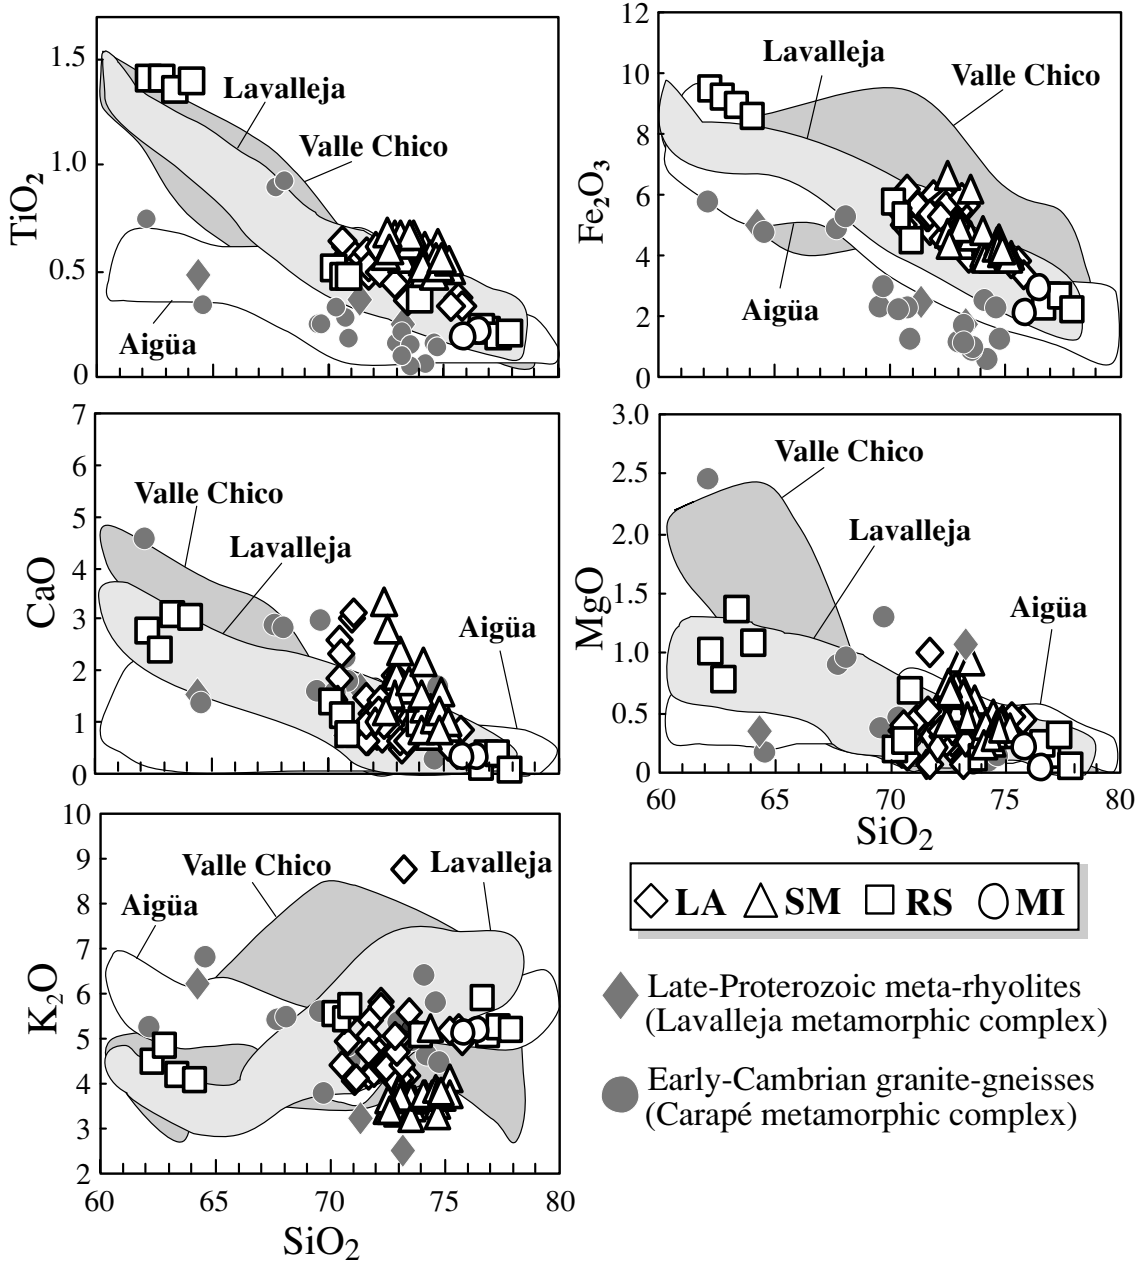 1.5
1.0
0.5
0
TiO2
Lavalleja
Valle Chico
Aigüa
12
10
8
6
4
2
0
Fe2O3
Lavalleja
Valle Chico
Aigüa
7
6
5
4
3
2
1
0
CaO
Valle Chico
Lavalleja
Aigüa
3.0
2.5
2.0
1.5
1.0
0.5
0
MgO
Valle Chico
Lavalleja
Aigüa
60 65 70 75 80
SiO2
10
9
8
7
6
5
4
3
2
K2O
Valle Chico
Lavalleja
Aigüa
60 65 70 75 80
SiO2
LA SM RS MI
Late-Proterozoic meta-rhyolites
(Lavalleja metamorphic complex)
Early-Cambrian granite-gneisses
(Carapé metamorphic complex)